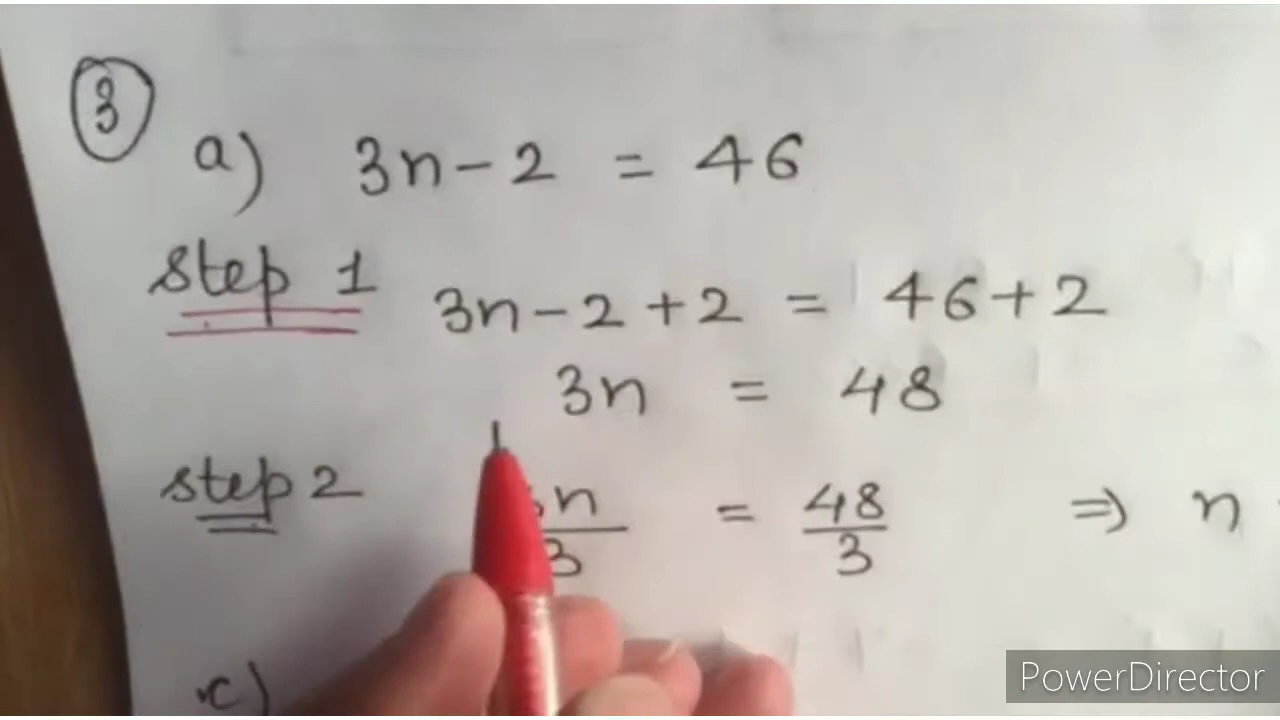 3
a) 3n - 2 = 46
step 1
3n - 2 + 2 = 46 + 2
3n = 48
step 2 3n/3 = 48/3 ⇒ n
c)
PowerDirector